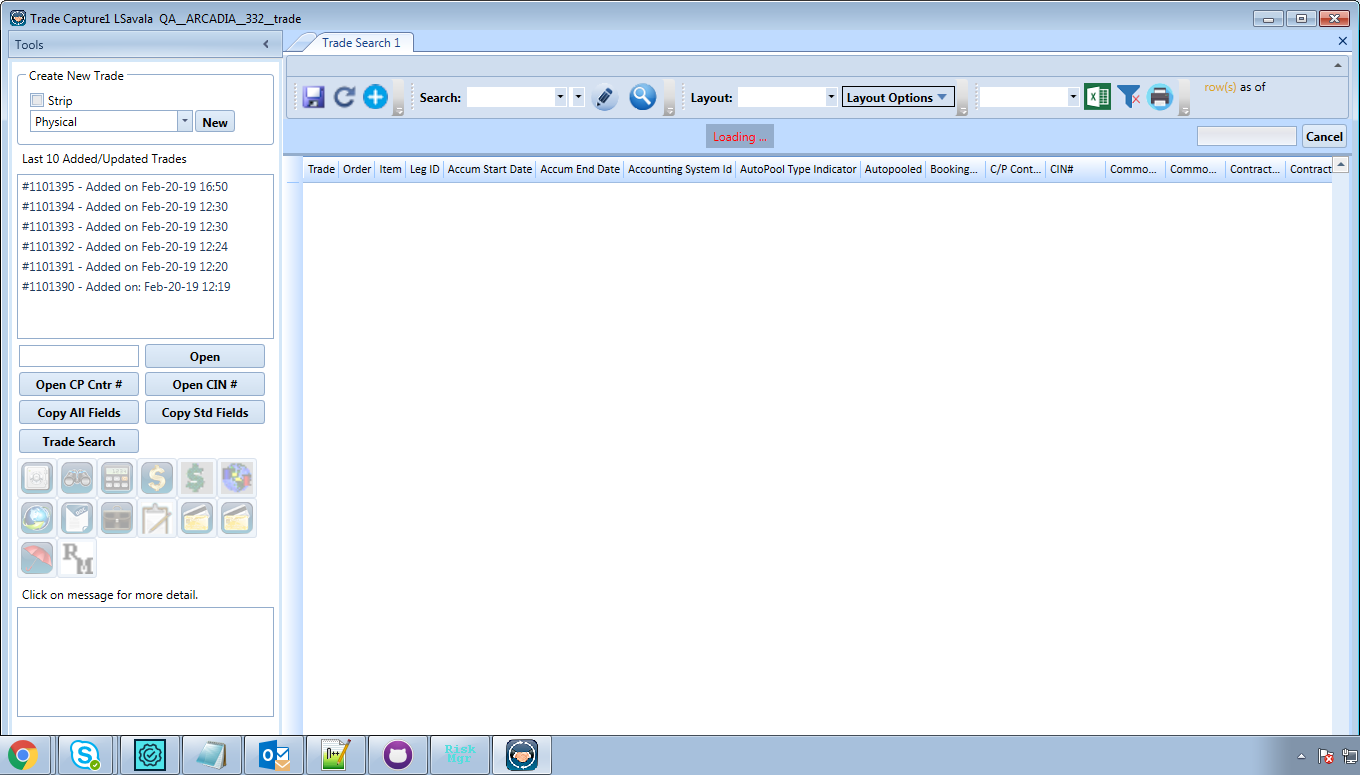 Trade Capture1 LSavala QA__ARCADIA__332__trade
Tools
Trade Search 1
Create New Trade
Strip
Physical
New
Last 10 Added/Updated Trades
#1101395 - Added on Feb-20-19 16:50
#1101394 - Added on Feb-20-19 12:30
#1101393 - Added on Feb-20-19 12:30
#1101392 - Added on Feb-20-19 12:24
#1101391 - Added on Feb-20-19 12:20
#1101390 - Added on: Feb-20-19 12:19
Open
Open CP Cntr #
Open CIN #
Copy All Fields
Copy Std Fields
Trade Search
RM
Click on message for more detail.
Search:
Layout:
Layout Options
row(s) as of
Loading ...
Cancel
Trade Order Item Leg ID Accum Start Date Accum End Date Accounting System Id AutoPool Type Indicator Autopooled Booking... C/P Cont... CIN# Commo... Commo... Contract... Contract
Risk
Mgr